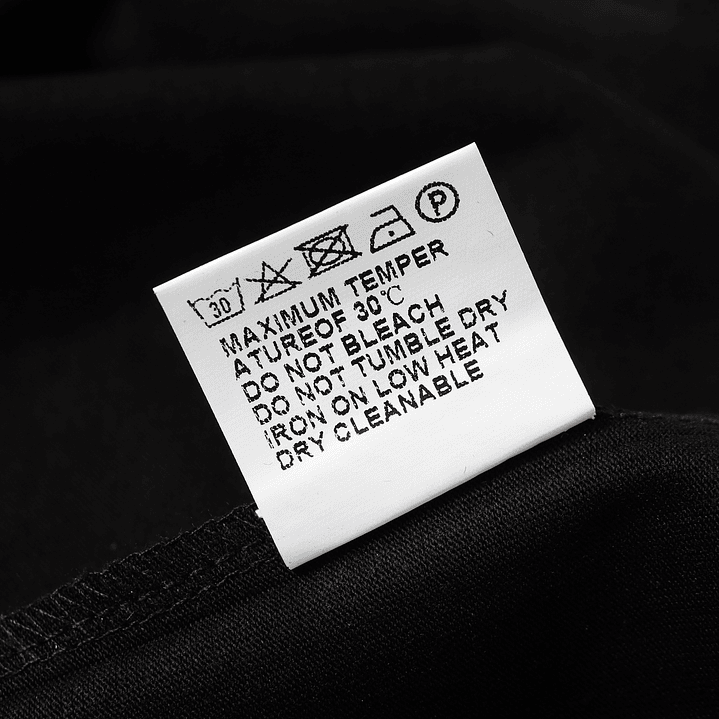 30 P
MAXIMUM TEMPER
ATUREOF 30℃
DO NOT BLEACH
DO NOT TUMBLE DRY
IRON ON LOW HEAT
DRY CLEANABLE